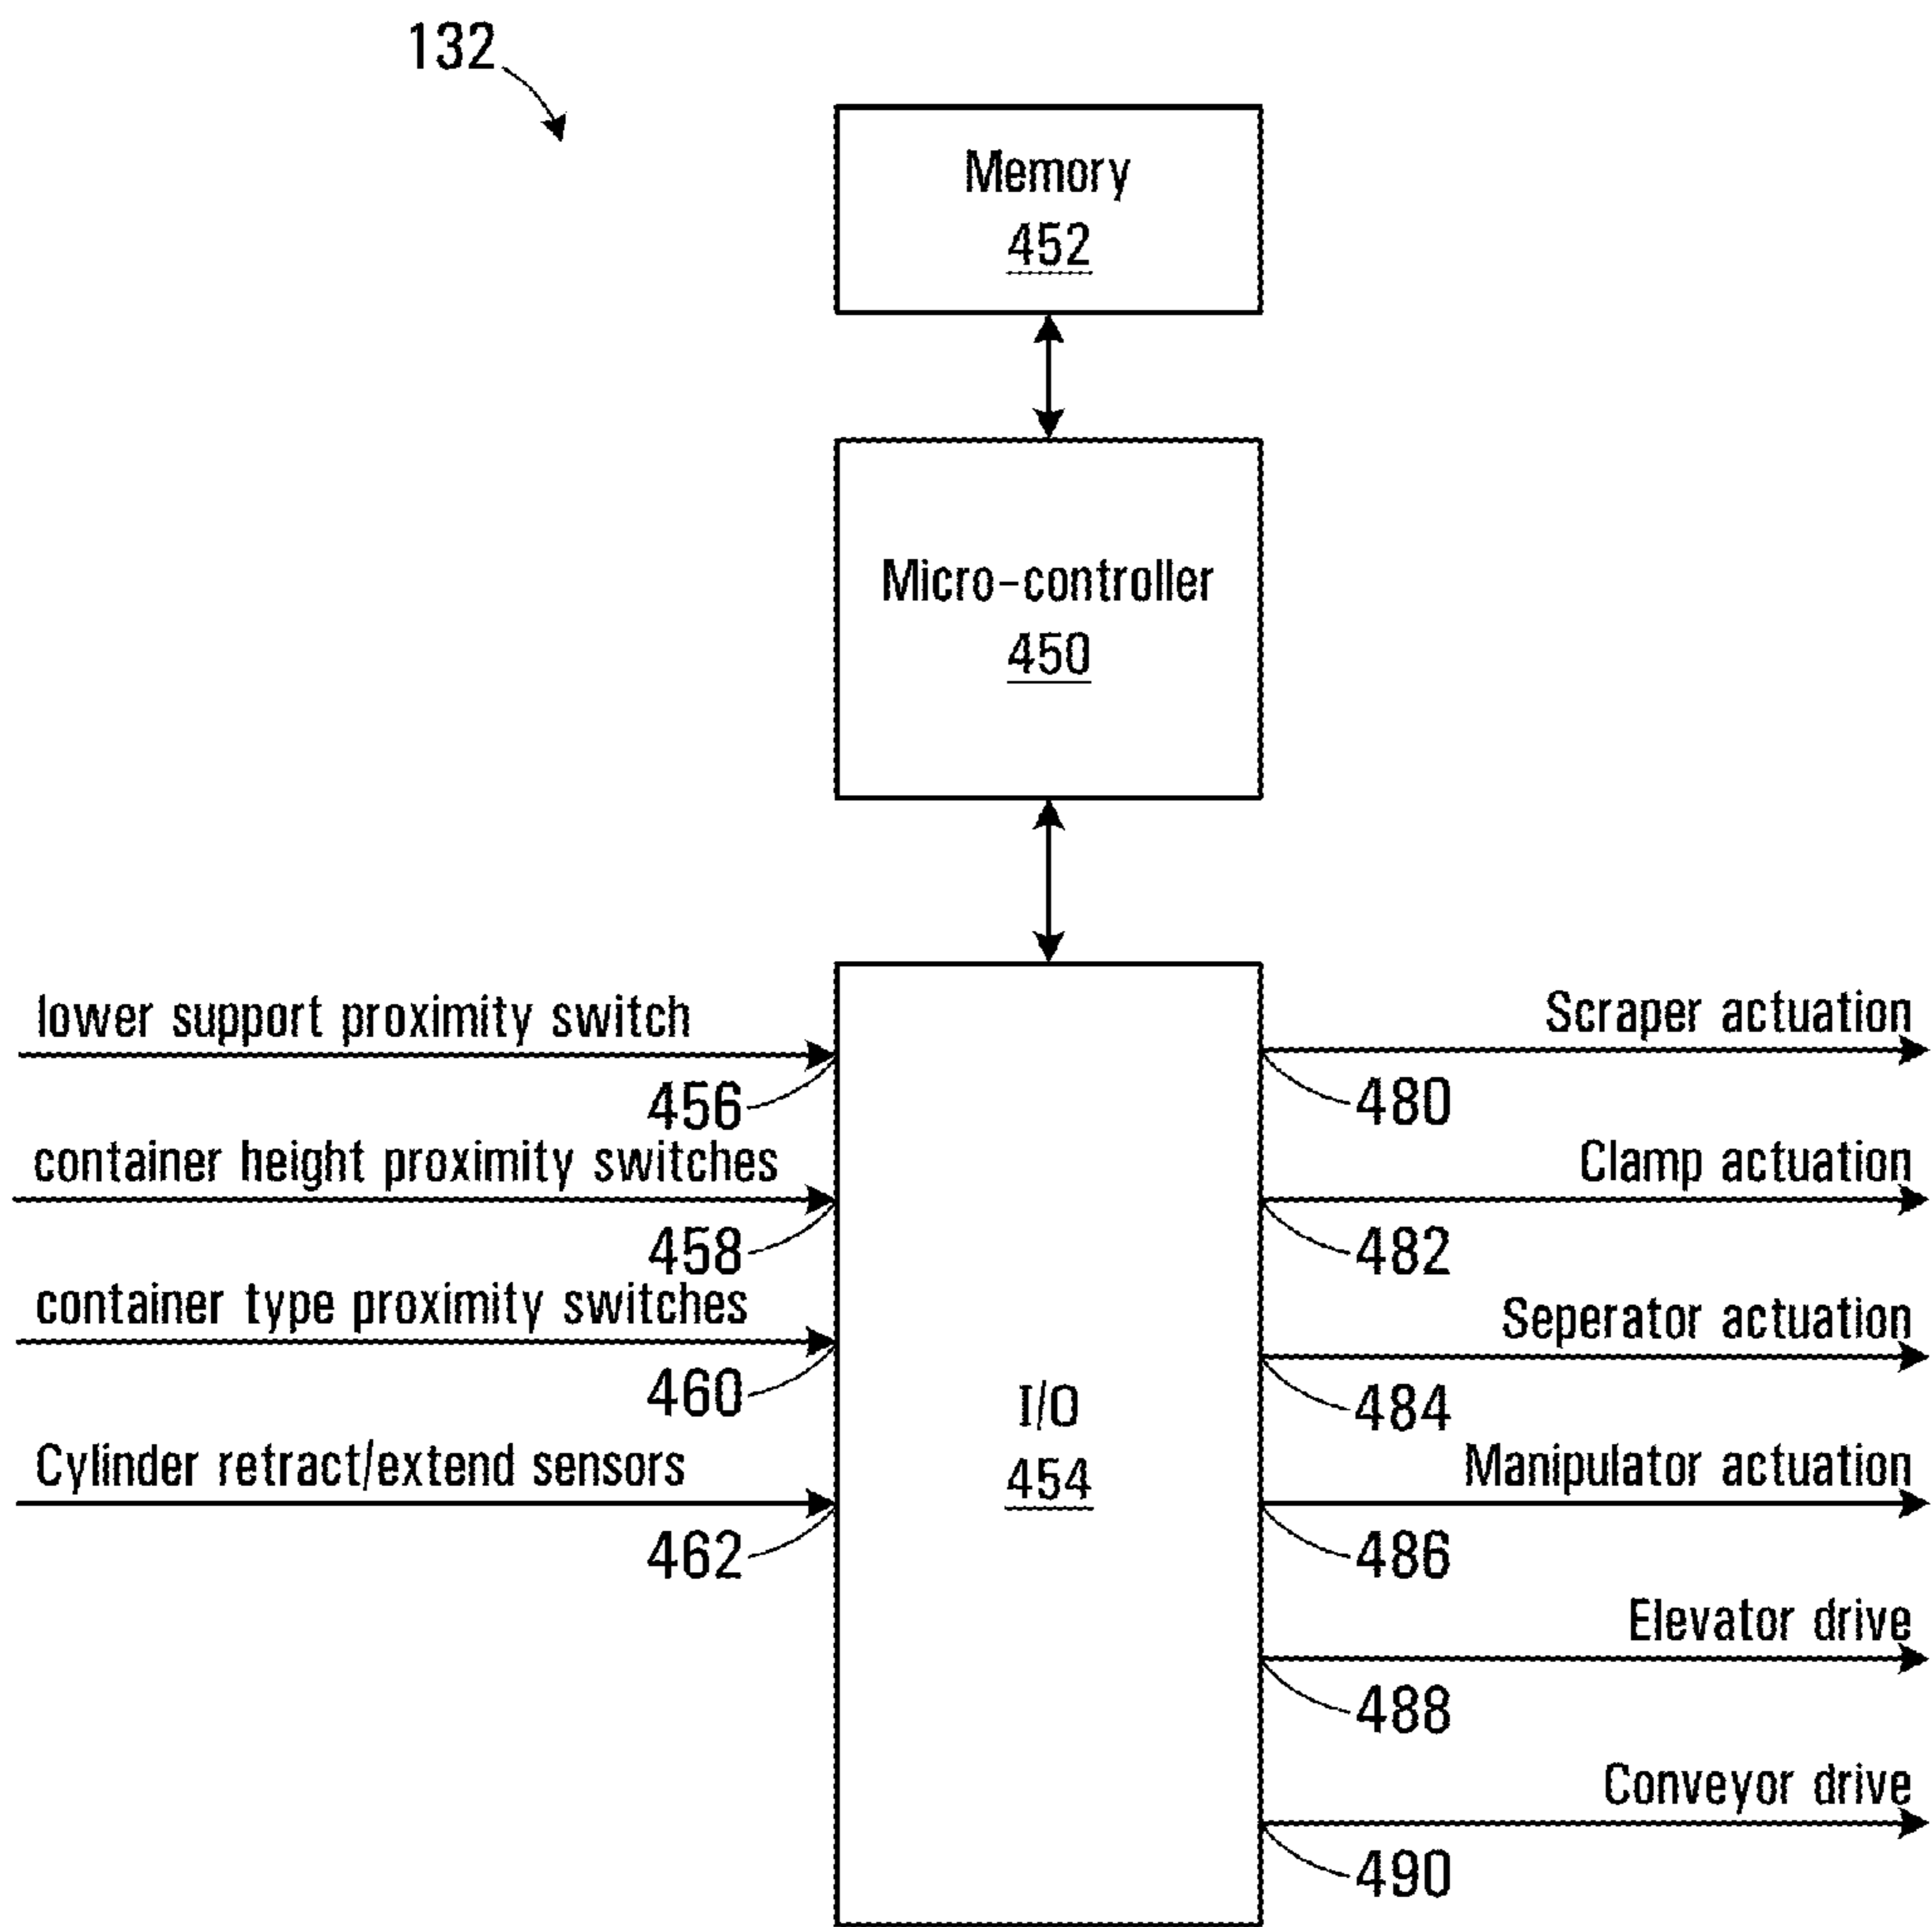 132
Memory
452
Micro-controller
450
lower support proximity switch
456
container height proximity switches
458
container type proximity switches
460
Cylinder retract/extend sensors
462
I/O
454
Scraper actuation
480
Clamp actuation
482
Seperator actuation
484
Manipulator actuation
486
Elevator drive
488
Conveyor drive
490